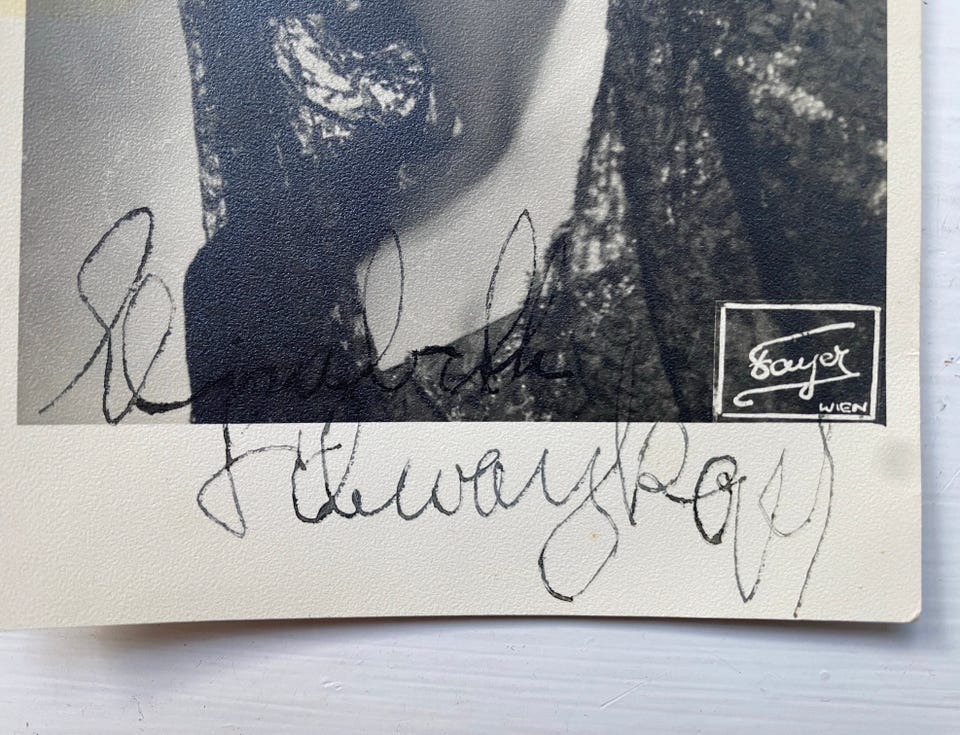 Elisabeth
Schwarzkopf
Fayer
WIEN